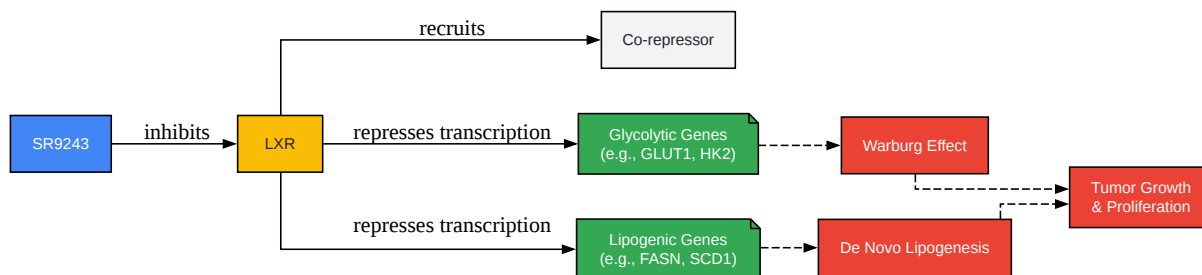 recruits
Co-repressor
SR9243
inhibits
LXR
represses transcription
Glycolytic Genes
(e.g., GLUT1, HK2)
Warburg Effect
Tumor Growth
& Proliferation
represses transcription
Lipogenic Genes
(e.g., FASN, SCD1)
De Novo Lipogenesis